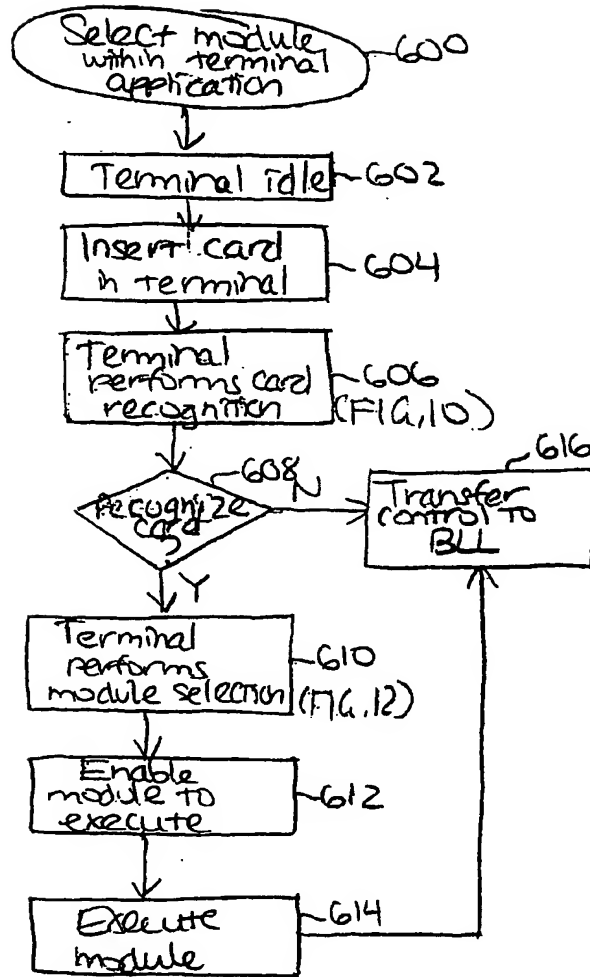 Select module
within terminal
application
600
Terminal idle
602
Insert card
in terminal
604
Terminal
performs card
recognition
606
(FIG. 10)
608
N
Recognize
card
?
616
Transfer
control to
BLL
Y
Terminal
performs
module selection
610
(FIG. 12)
Enable
module to
execute
612
Execute
module
614